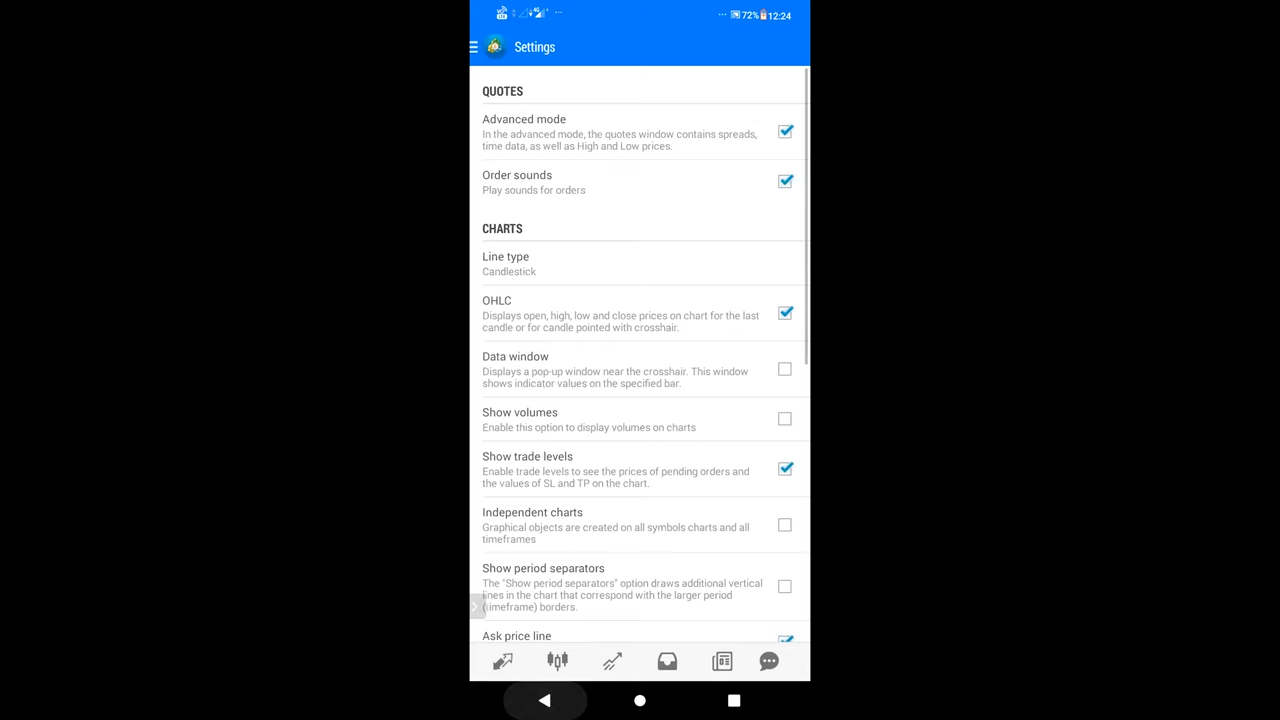 72% 12:24
Settings
QUOTES
Advanced mode
In the advanced mode, the quotes window contains spreads,
time data, as well as High and Low prices.
Order sounds
Play sounds for orders
CHARTS
Line type
Candlestick
OHLC
Displays open, high, low and close prices on chart for the last
candle or for candle pointed with crosshair.
Data window
Displays a pop-up window near the crosshair. This window
shows indicator values on the specified bar.
Show volumes
Enable this option to display volumes on charts
Show trade levels
Enable trade levels to see the prices of pending orders and
the values of SL and TP on the chart.
Independent charts
Graphical objects are created on all symbols charts and all
timeframes
Show period separators
The "Show period separators" option draws additional vertical
lines in the chart that correspond with the larger period
(timeframe) borders.
Ask price line